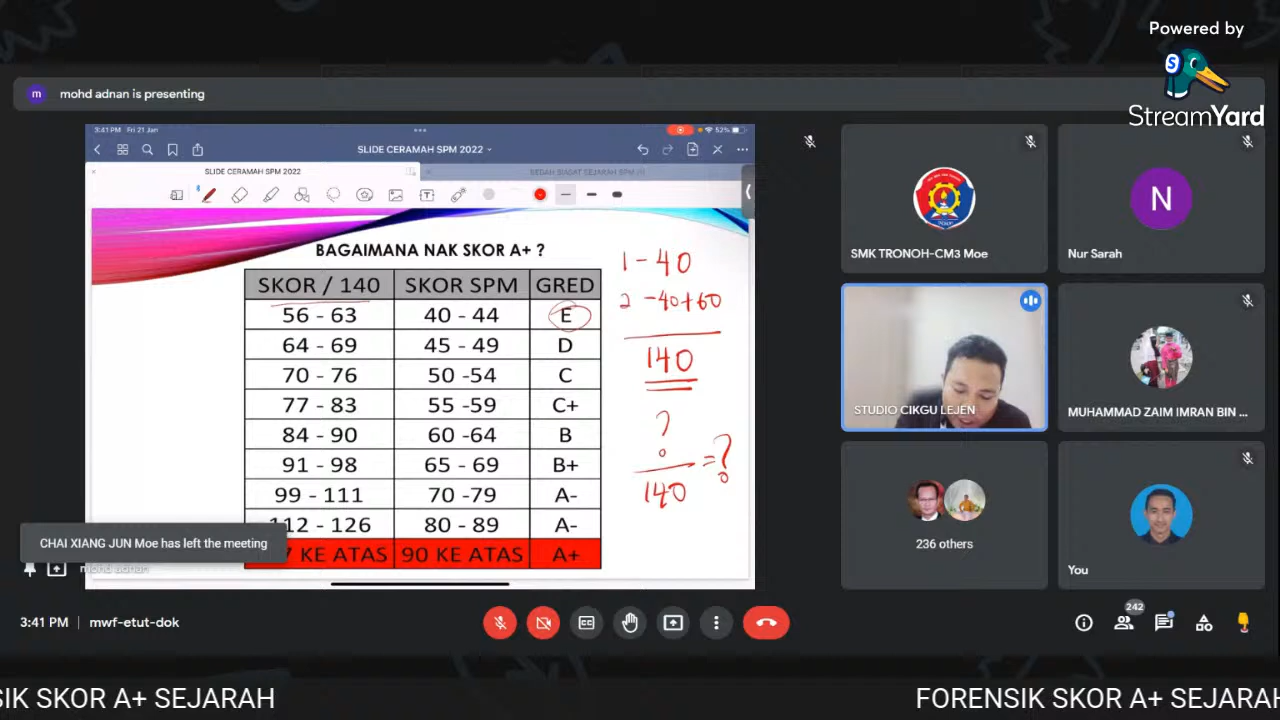 Powered by
StreamYard
m
mohd adnan is presenting
3:41 PM Fri 21 Jan
52%
SLIDE CERAMAH SPM 2022
SLIDE CERAMAH SPM 2022
BAGAIMANA NAK SKOR A+ ?
SKOR / 140 SKOR SPM GRED
56 - 63 40 - 44 E
64 - 69 45 - 49 D
70 - 76 50 -54 C
77 - 83 55 -59 C+
84 - 90 60 -64 B
91 - 98 65 - 69 B+
99 - 111 70 -79 A-
112 - 126 80 - 89 A-
7 KE ATAS 90 KE ATAS A+
1 - 40
2 - 40+60
140
?
140
= ?
CHAI XIANG JUN Moe has left the meeting
mohd adnan
SMK TRONOH-CM3 Moe
N
Nur Sarah
STUDIO CIKGU LEJEN
MUHAMMAD ZAIM IMRAN BIN ...
236 others
You
3:41 PM | mwf-etut-dok
242
SIK SKOR A+ SEJARAH
FORENSIK SKOR A+ SEJARAH